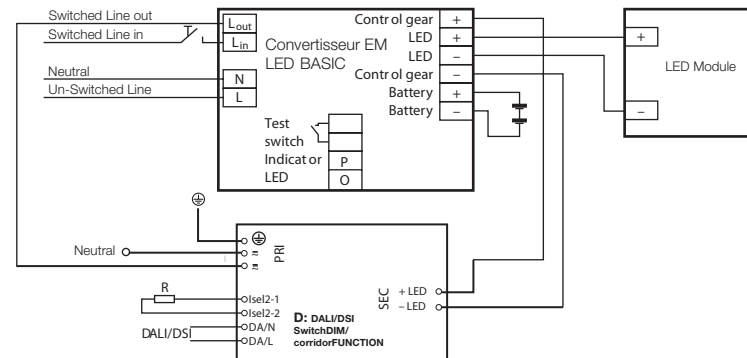 Switched Line out
Switched Line in
Neutral
Un-Switched Line
Lout
Lin
N
L
Convertisseur EM
LED BASIC
Test
switch
Indicator
LED
P
O
Control gear +
LED +
LED −
Control gear −
Battery +
Battery −
+
LED Module
−
Neutral
PRI
R
Isel2-1
Isel2-2
DALI/DSI
DA/N
DA/L
D: DALI/DSI
SwitchDIM/
corridorFUNCTION
SEC
+ LED
− LED